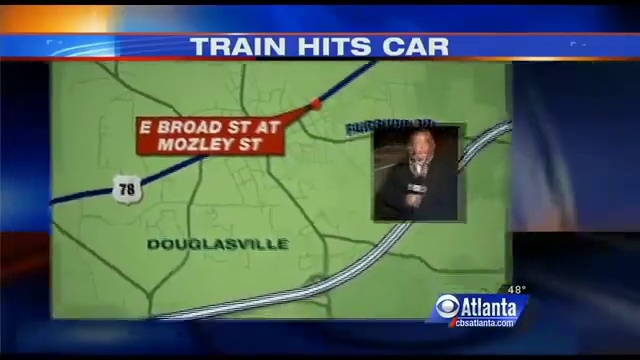 TRAIN HITS CAR
E BROAD ST AT
MOZLEY ST
78
DOUGLASVILLE
48°
Atlanta
cbsatlanta.com